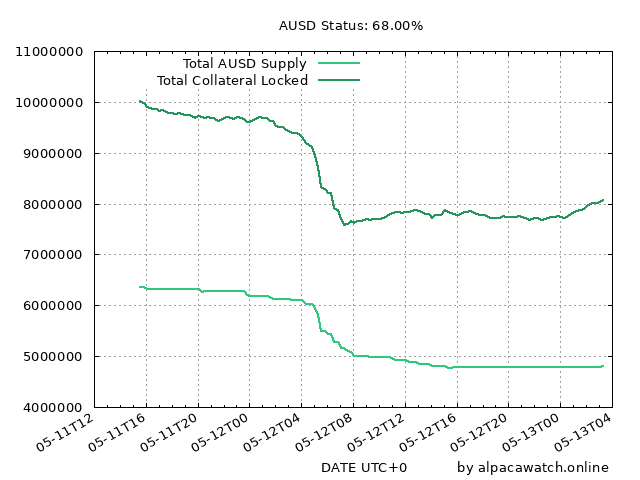 AUSD Status: 68.00%
Total AUSD Supply
Total Collateral Locked
11000000
10000000
9000000
8000000
7000000
6000000
5000000
4000000
05-11T12
05-11T16
05-11T20
05-12T00
05-12T04
05-12T08
05-12T12
05-12T16
05-12T20
05-13T00
05-13T04
DATE UTC+0
by alpacawatch.online